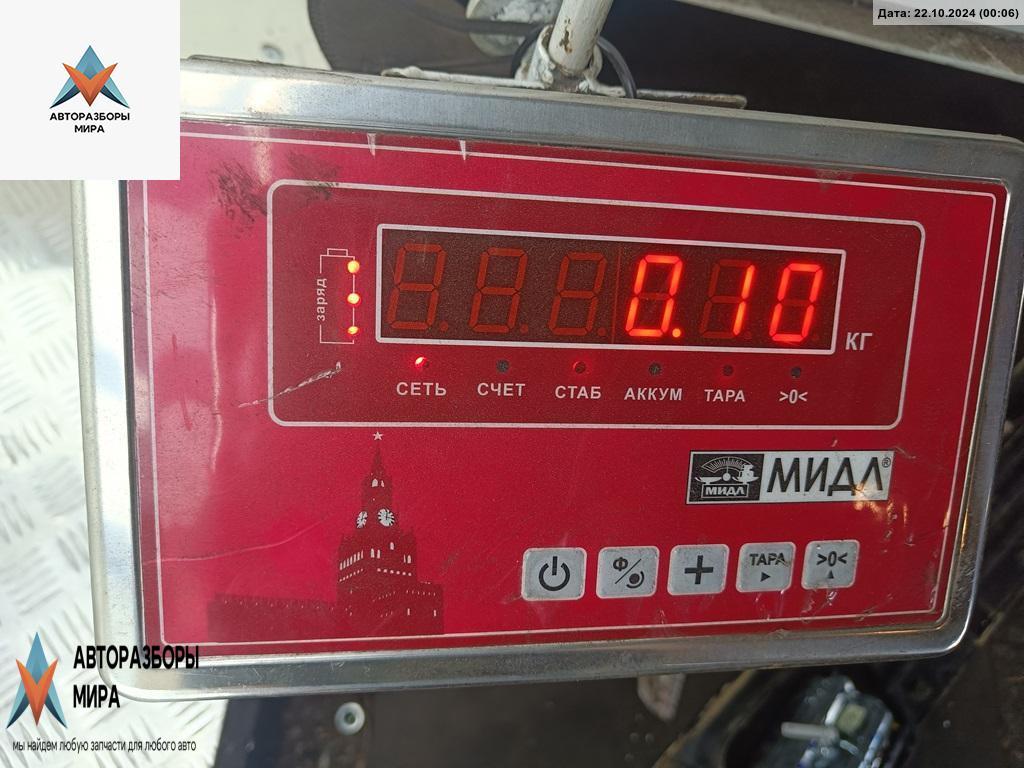 Дата: 22.10.2024 (00:06)
АВТОРАЗБОРЫ
МИРА
заряд
0.10
КГ
СЕТЬ СЧЕТ СТАБ АККУМ ТАРА >0<
МИДЛ МИДЛ®
Ф ТАРА >0<
АВТОРАЗБОРЫ
МИРА
мы найдем любую запчасти для любого авто